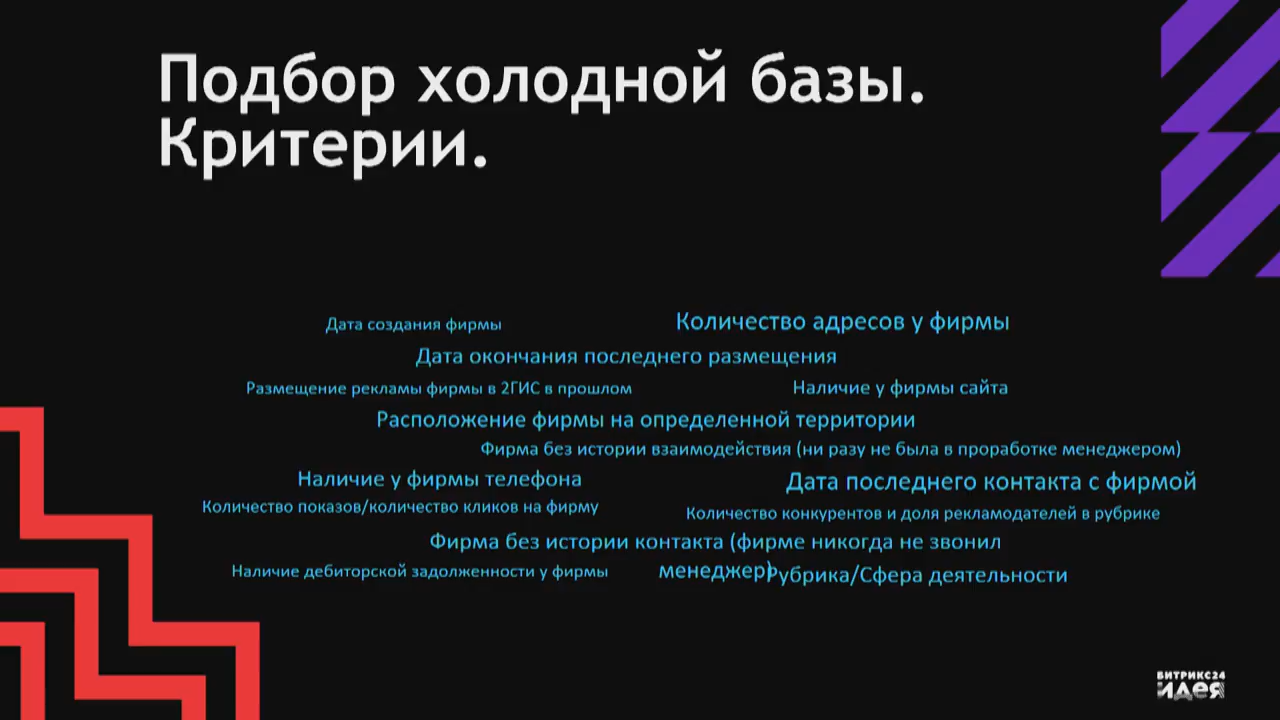 Подбор холодной базы.
Критерии.
Дата создания фирмы
Количество адресов у фирмы
Дата окончания последнего размещения
Размещение рекламы фирмы в 2ГИС в прошлом
Наличие у фирмы сайта
Расположение фирмы на определенной территории
Фирма без истории взаимодействия (ни разу не была в проработке менеджером)
Наличие у фирмы телефона
Дата последнего контакта с фирмой
Количество показов/количество кликов на фирму
Количество конкурентов и доля рекламодателей в рубрике
Фирма без истории контакта (фирме никогда не звонил
менеджер)
Наличие дебиторской задолженности у фирмы
Рубрика/Сфера деятельности
БИТРИКС24
ИДЕЯ